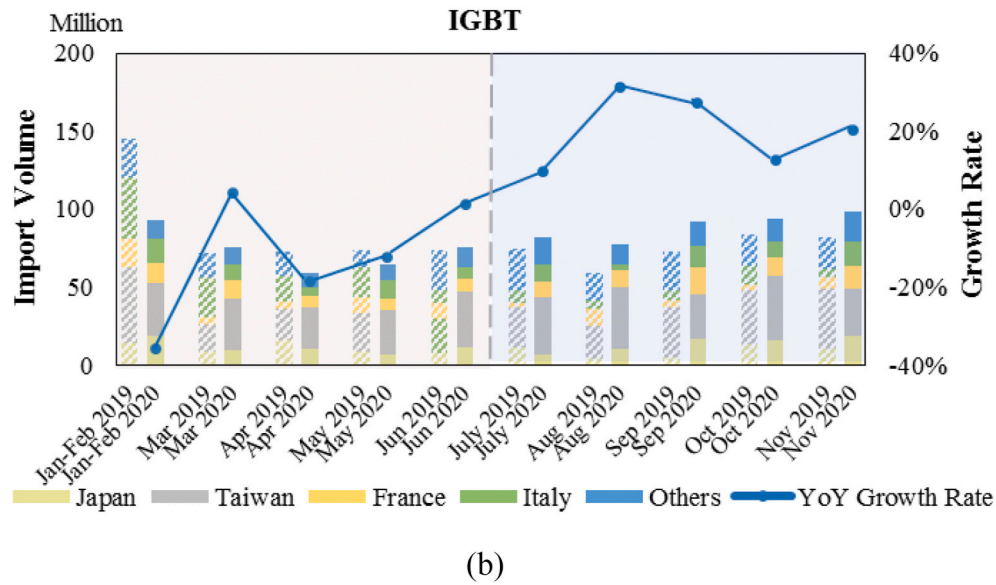 IGBT
Million
200
150
100
50
0
Import Volume
40%
20%
0%
-20%
-40%
Growth Rate
Jan-Feb 2019
Jan-Feb 2020
Mar 2019
Mar 2020
Apr 2019
Apr 2020
May 2019
May 2020
Jun 2019
Jun 2020
July 2019
July 2020
Aug 2019
Aug 2020
Sep 2019
Sep 2020
Oct 2019
Oct 2020
Nov 2019
Nov 2020
Japan Taiwan France Italy Others YoY Growth Rate
(b)